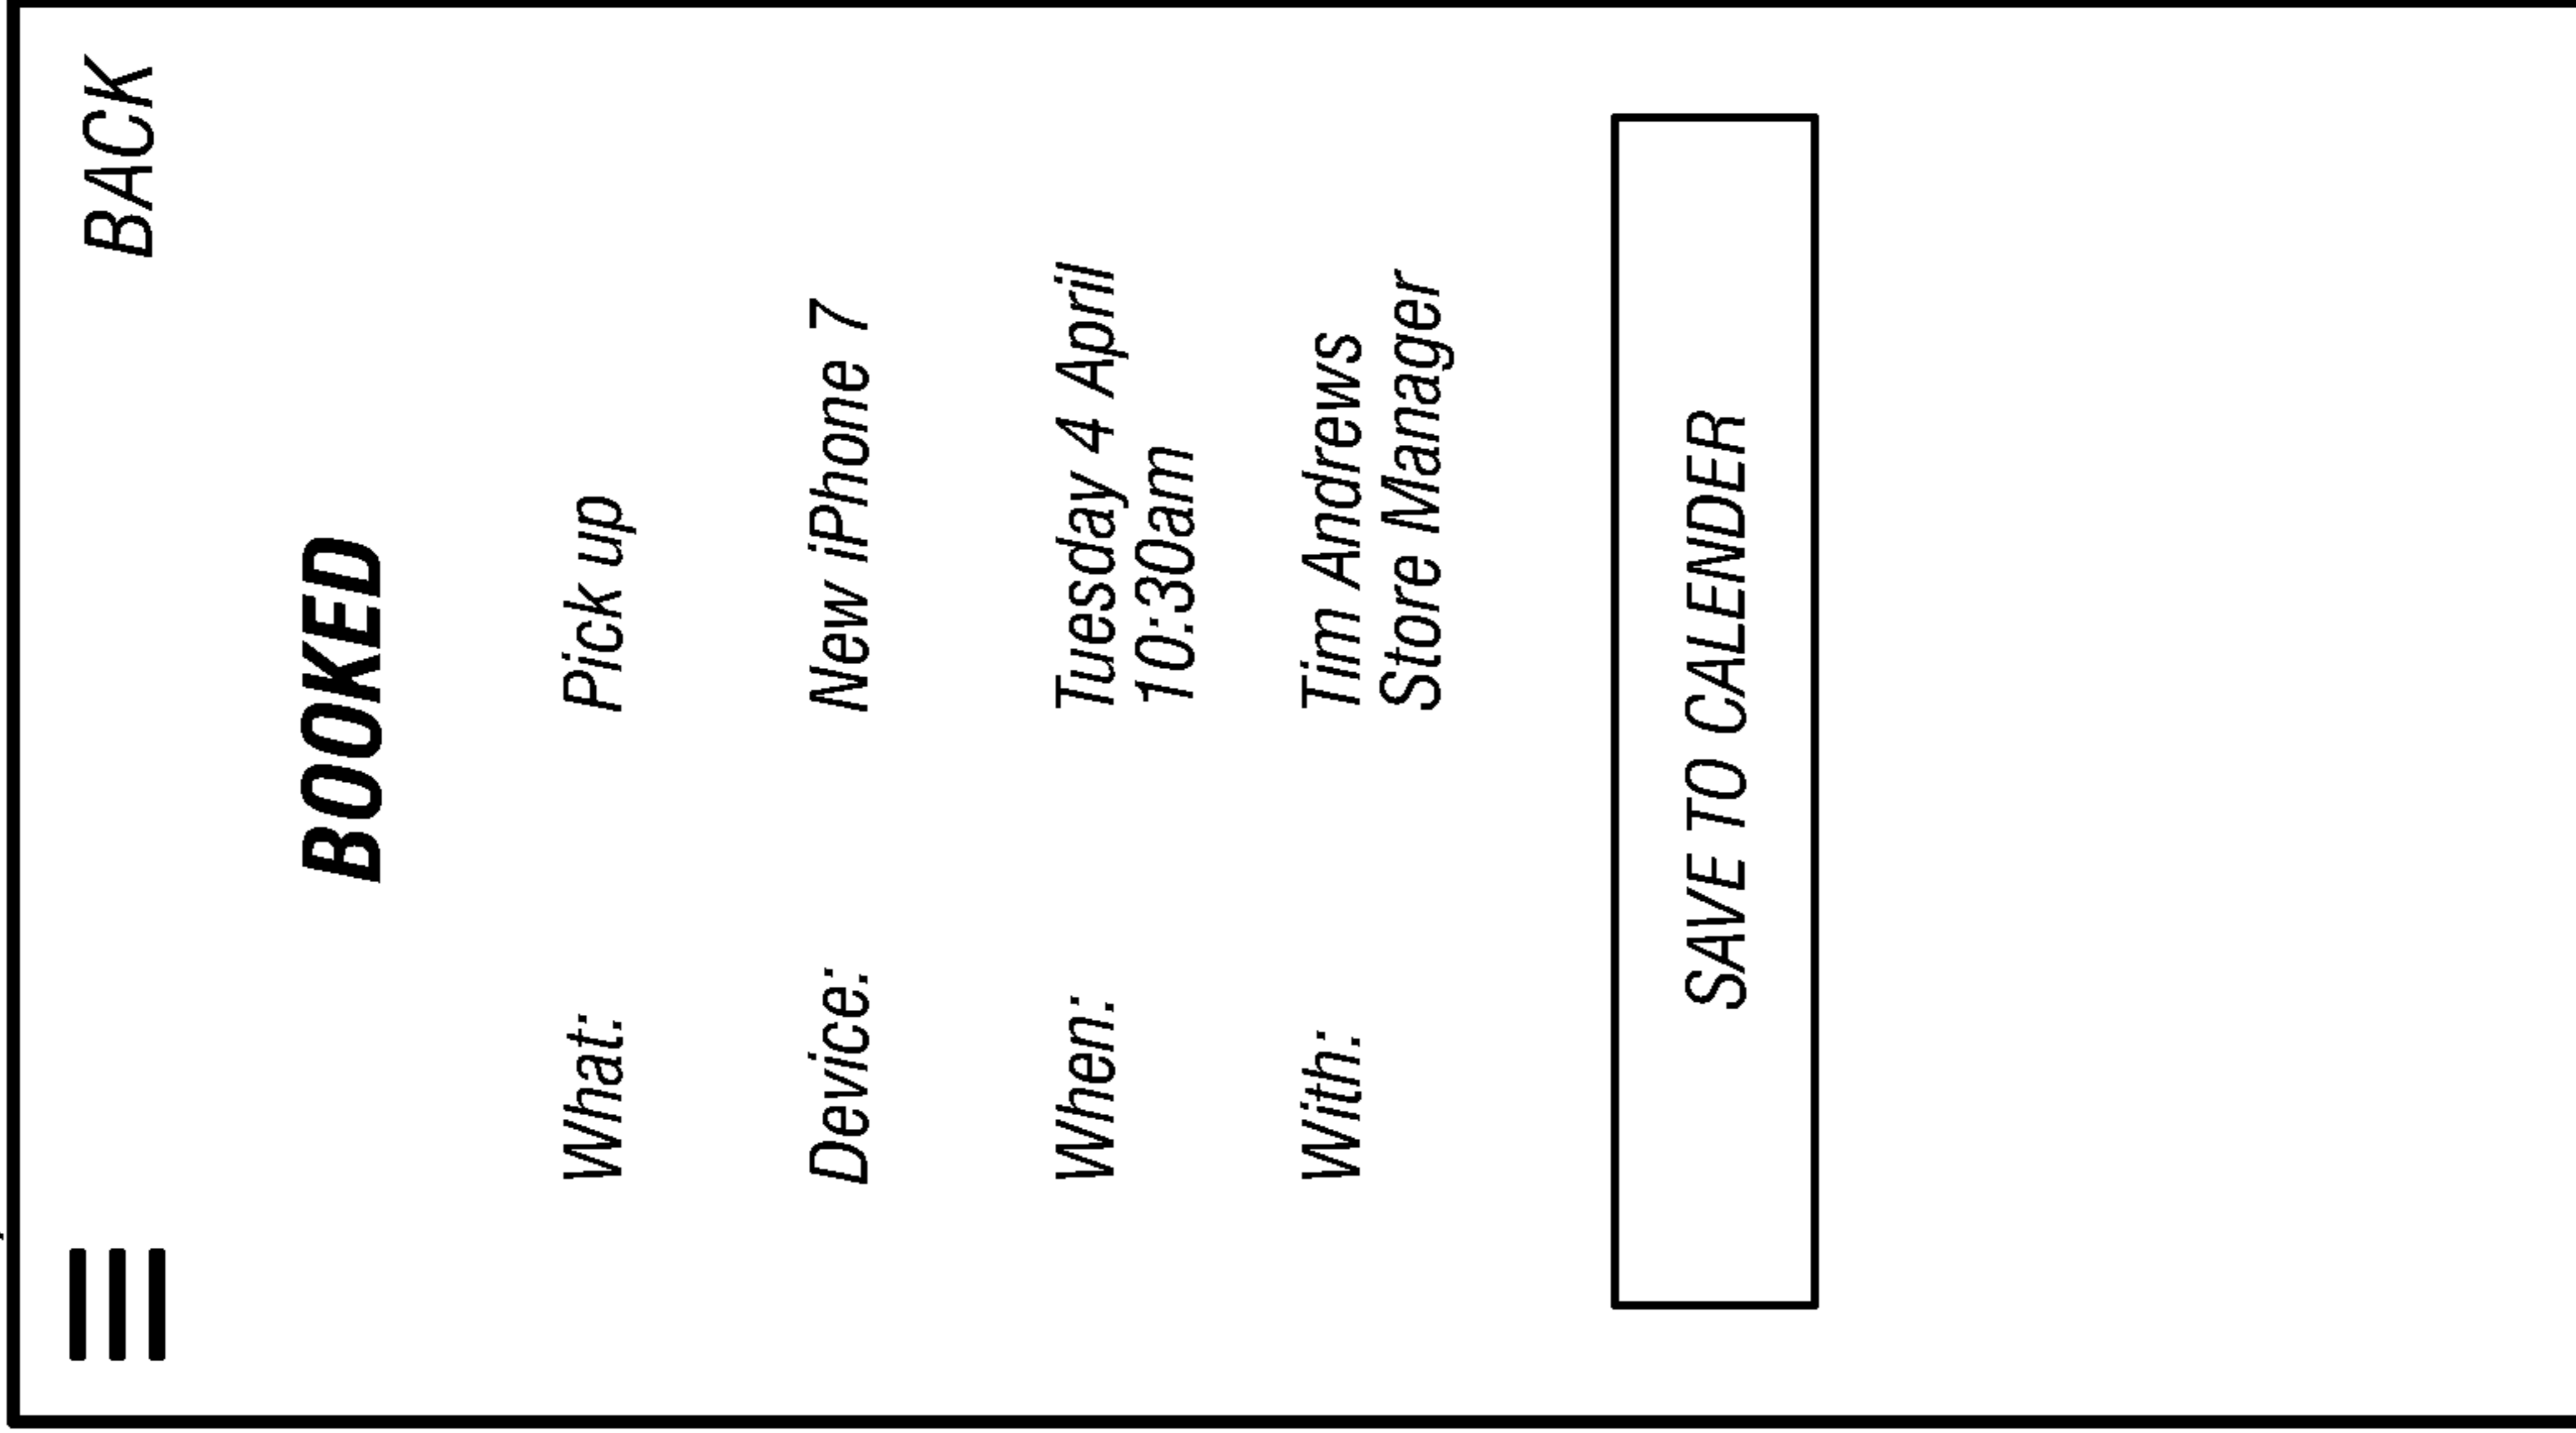 BACK
BOOKED
What: Pick up
Device: New iPhone 7
When: Tuesday 4 April
10:30am
With: Tim Andrews
Store Manager
SAVE TO CALENDER